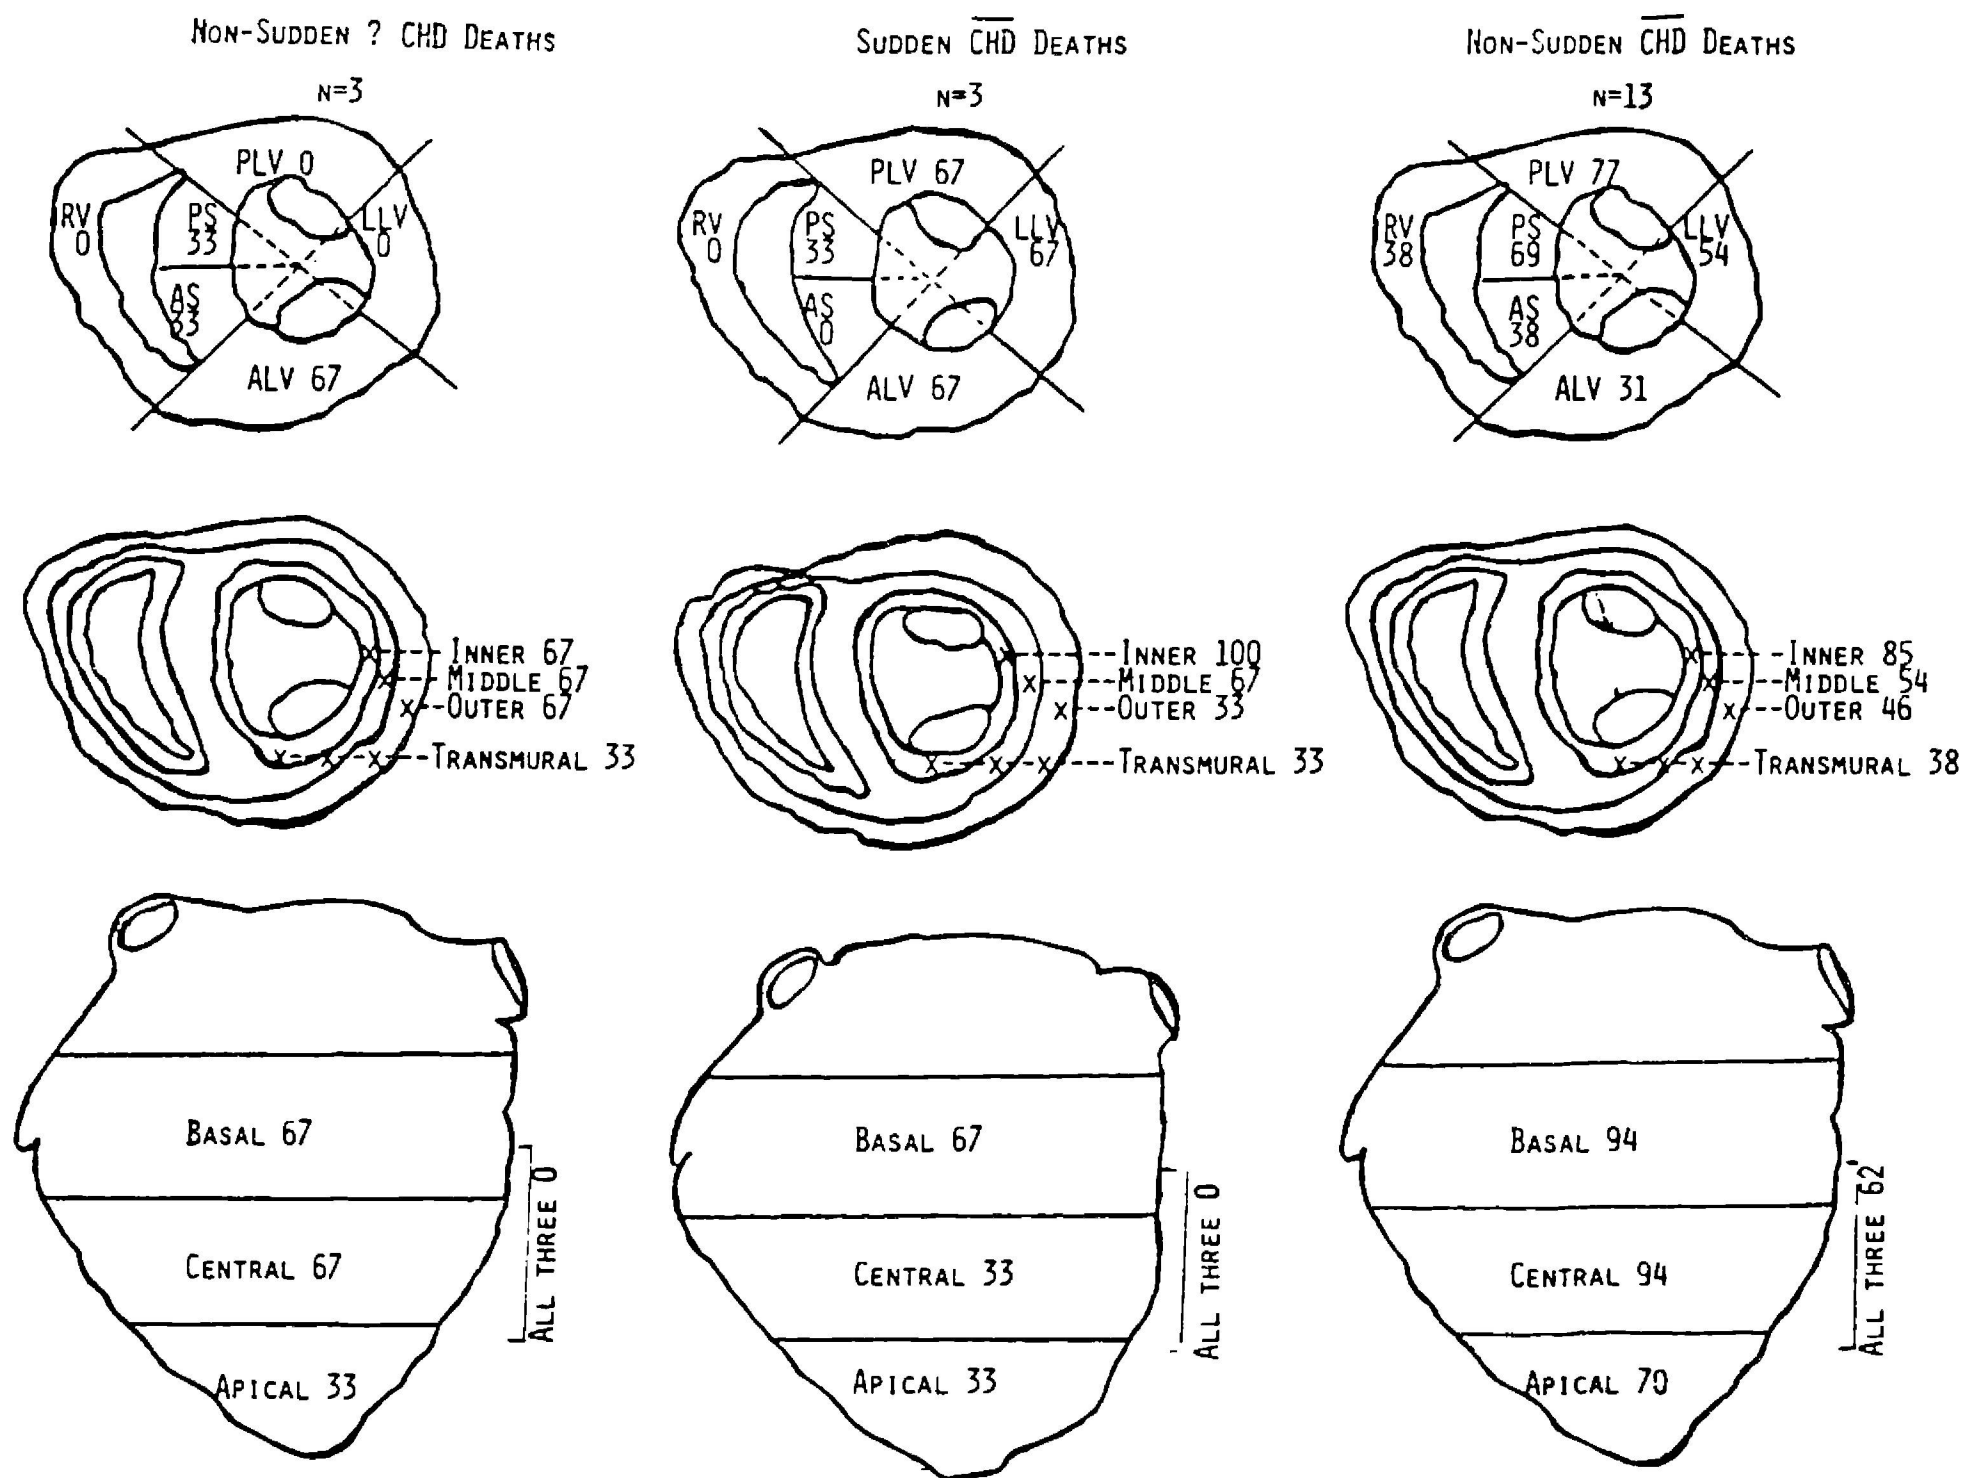 NON-SUDDEN ? CHD DEATHS
N=3
PLV 0
RV
0
PS
33
LLV
0
AS
33
ALV 67
INNER 67
MIDDLE 67
OUTER 67
TRANSMURAL 33
BASAL 67
CENTRAL 67
APICAL 33
ALL THREE 0
SUDDEN C̅H̅D̅ DEATHS
N=3
PLV 67
RV
0
PS
33
LLV
67
AS
0
ALV 67
INNER 100
MIDDLE 67
OUTER 33
TRANSMURAL 33
BASAL 67
CENTRAL 33
APICAL 33
ALL THREE 0
NON-SUDDEN C̅H̅D̅ DEATHS
N=13
PLV 77
RV
38
PS
69
LLV
54
AS
38
ALV 31
INNER 85
MIDDLE 54
OUTER 46
TRANSMURAL 38
BASAL 94
CENTRAL 94
APICAL 70
ALL THREE 62